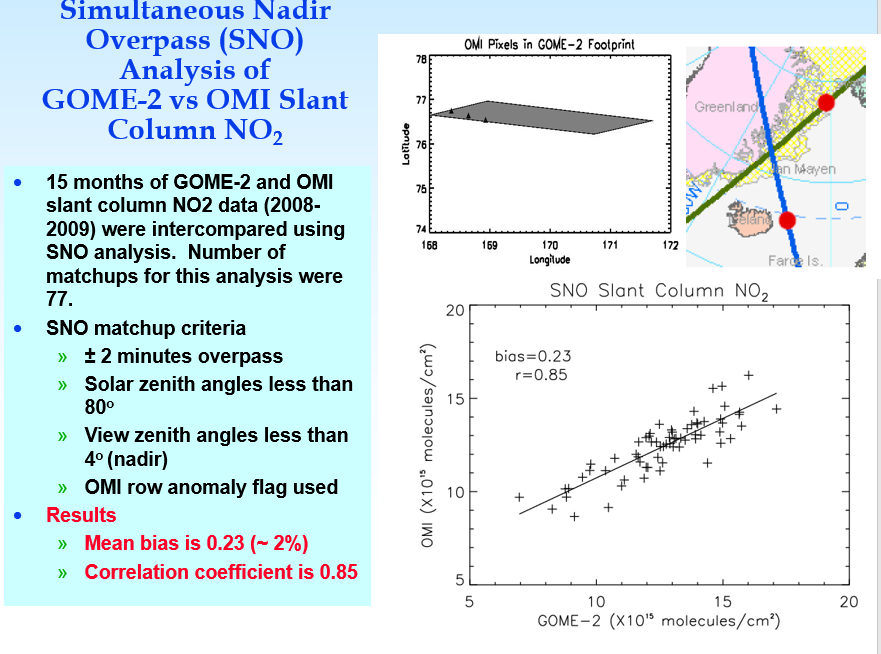 Simultaneous Nadir
Overpass (SNO)
Analysis of
GOME-2 vs OMI Slant
Column NO₂
• 15 months of GOME-2 and OMI
slant column NO2 data (2008-
2009) were intercompared using
SNO analysis.  Number of
matchups for this analysis were
77.
• SNO matchup criteria
» ± 2 minutes overpass
» Solar zenith angles less than
80º
» View zenith angles less than
4º (nadir)
» OMI row anomaly flag used
• Results
» Mean bias is 0.23 (~ 2%)
» Correlation coefficient is 0.85
OMI Pixels in GOME-2 Footprint
Latitude
78
77
76
75
74
168 169 170 171 172
Longitude
Greenland
an Mayen
0
Faroe Is.
SNO Slant Column NO₂
bias=0.23
r=0.85
OMI (X10¹⁵ molecules/cm²)
20
15
10
5
5 10 15 20
GOME-2 (X10¹⁵ molecules/cm²)